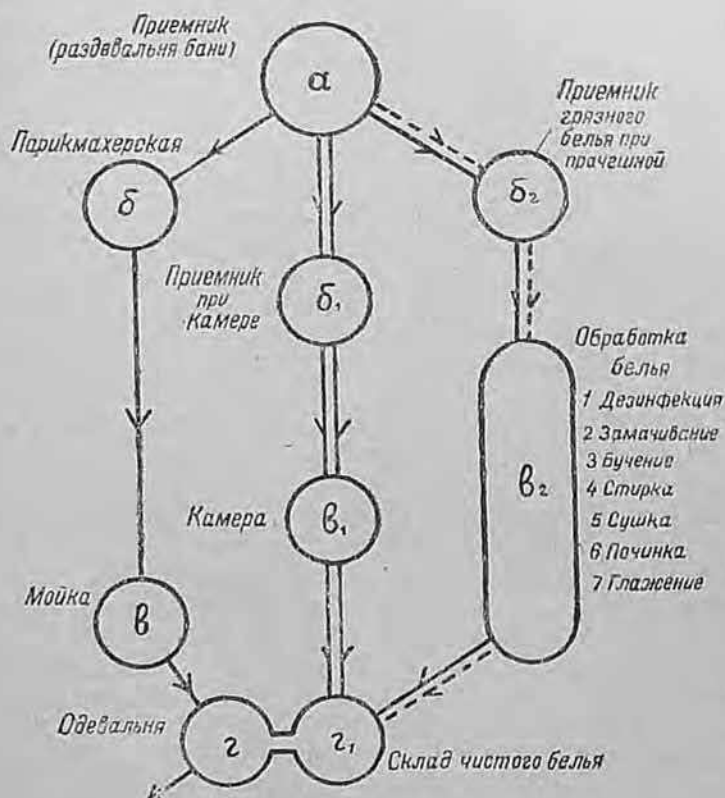 Приемник
(раздевальня бани)
а
Приемник
грязного
белья при
прачешной
Парикмахерская
б
б₂
Приемник
при
камере
б₁
Обработка
белья
1 Дезинфекция
2 Замачивание
3 Бучение
4 Стирка
5 Сушка
6 Починка
7 Глажение
в₂
Камера
в₁
Мойка
в
Одевальня
г
г₁
Склад чистого белья